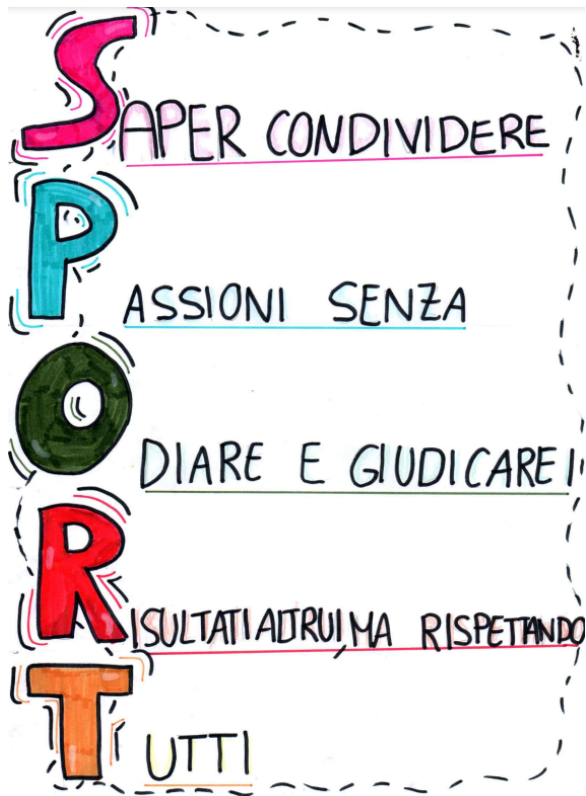 SAPER CONDIVIDERE
PASSIONI SENZA
ODIARE E GIUDICARE I
RISULTATI ALTRUI, MA RISPETTANDO
TUTTI